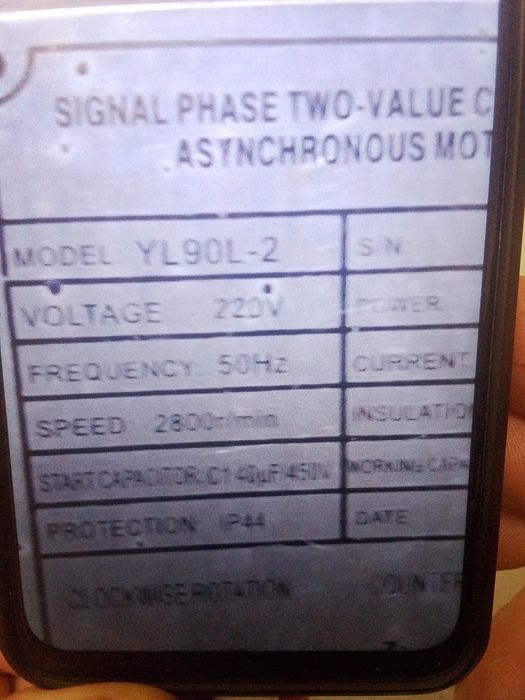 SIGNAL PHASE TWO-VALUE C
ASYNCHRONOUS MOT
MODEL: YL90L-2 S/N:
VOLTAGE: 220V POWER:
FREQUENCY: 50Hz CURRENT
SPEED: 2800r/min INSULATIO
START CAPACITOR: C1 40μF/450V WORKING CAPA
PROTECTION: IP44 DATE
CLOCKWISE ROTATION COUNTER